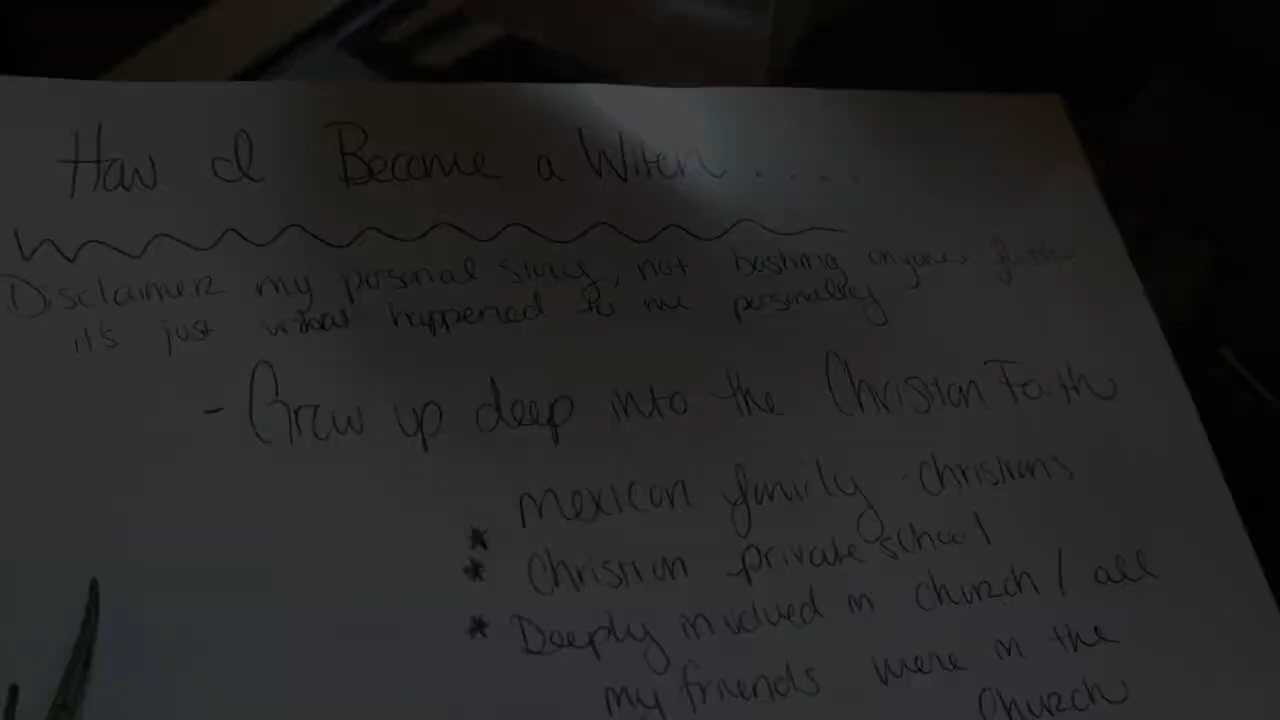 How I Became a Witch....
Disclaimer my personal story, not bashing anyones faith
it's just what happened to me personally
- Grew up deep into the Christian Faith
Mexican family - Christians
* Christian private school
* Deeply involved in church / all
my friends were in the
Church